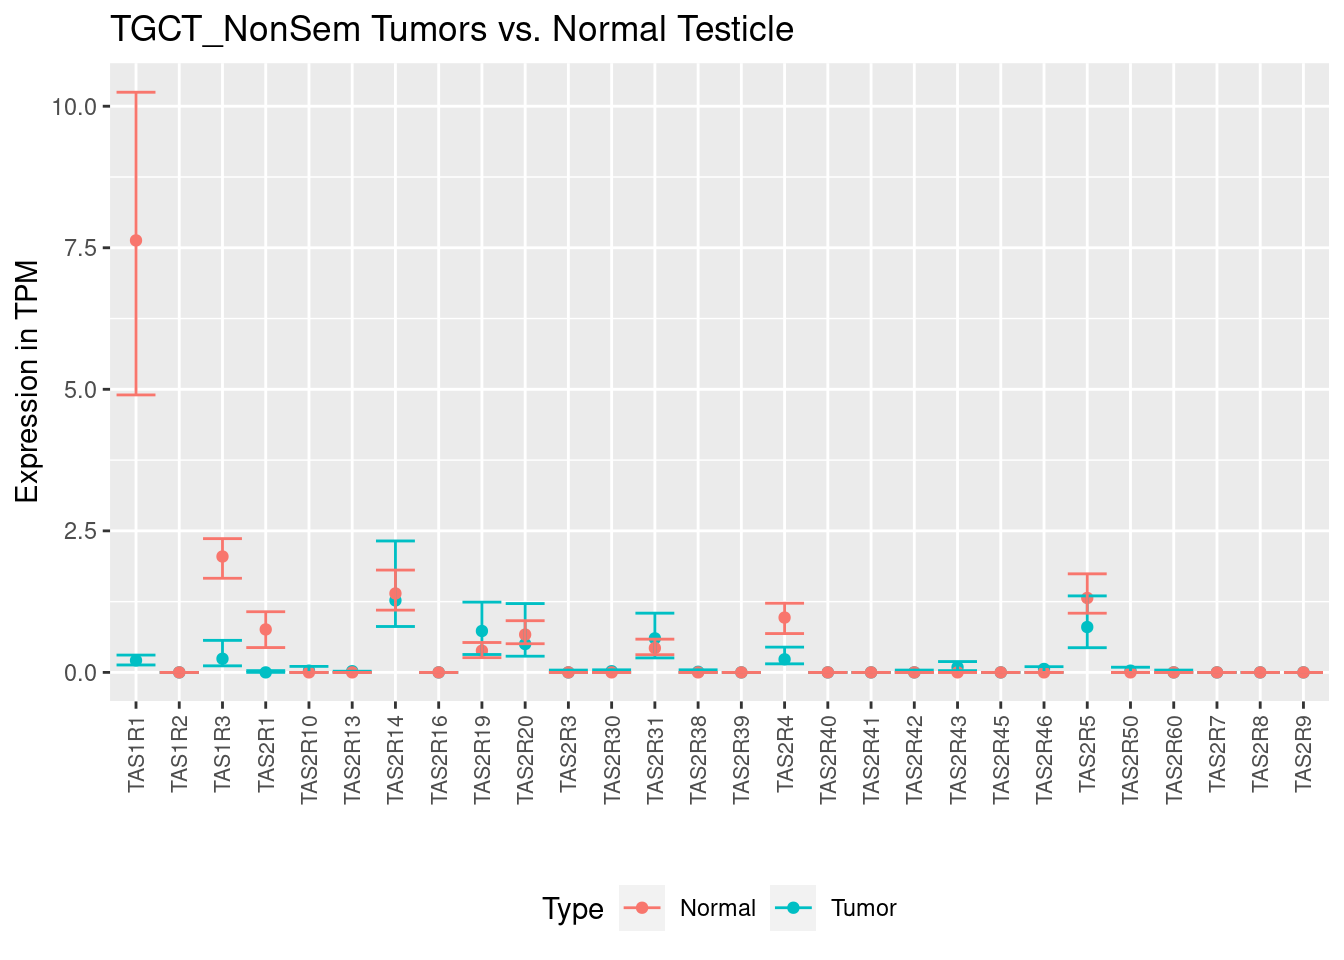 TGCT_NonSem Tumors vs. Normal Testicle
Expression in TPM
10.0
7.5
5.0
2.5
0.0
TAS1R1
TAS1R2
TAS1R3
TAS2R1
TAS2R10
TAS2R13
TAS2R14
TAS2R16
TAS2R19
TAS2R20
TAS2R3
TAS2R30
TAS2R31
TAS2R38
TAS2R39
TAS2R4
TAS2R40
TAS2R41
TAS2R42
TAS2R43
TAS2R45
TAS2R46
TAS2R5
TAS2R50
TAS2R60
TAS2R7
TAS2R8
TAS2R9
Type Normal Tumor